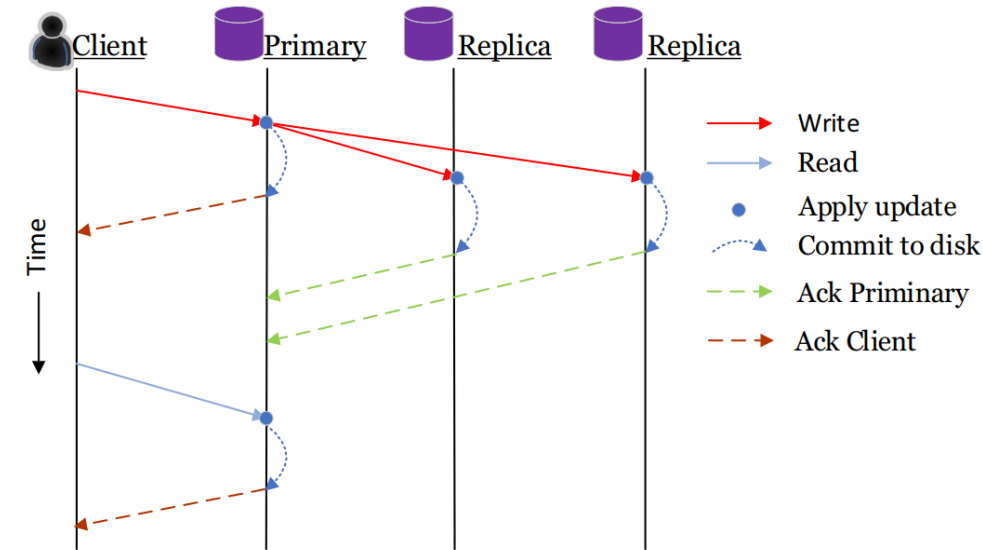 Client
Primary
Replica
Replica
Write
Read
Apply update
Commit to disk
Ack Priminary
Ack Client
Time